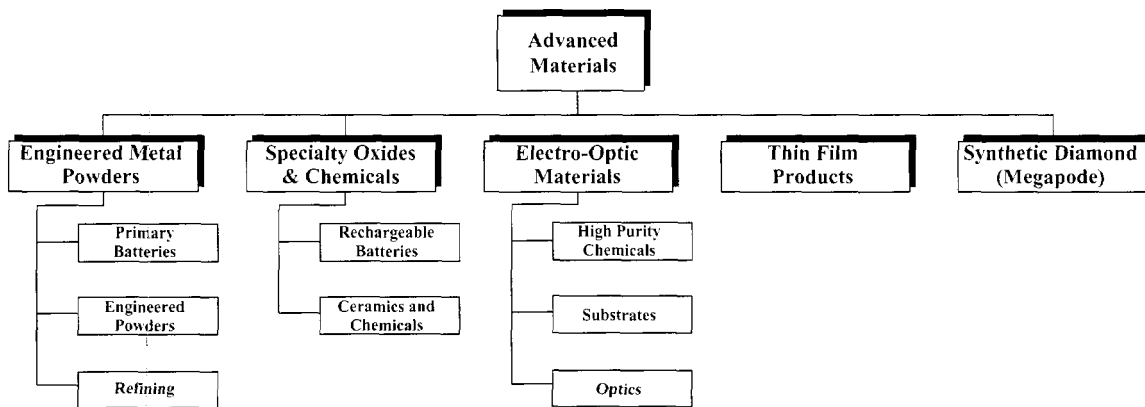 Advanced
Materials
Engineered Metal
Powders
Specialty Oxides
& Chemicals
Electro-Optic
Materials
Thin Film
Products
Synthetic Diamond
(Megapode)
Primary
Batteries
Engineered
Powders
Refining
Rechargeable
Batteries
Ceramics and
Chemicals
High Purity
Chemicals
Substrates
Optics